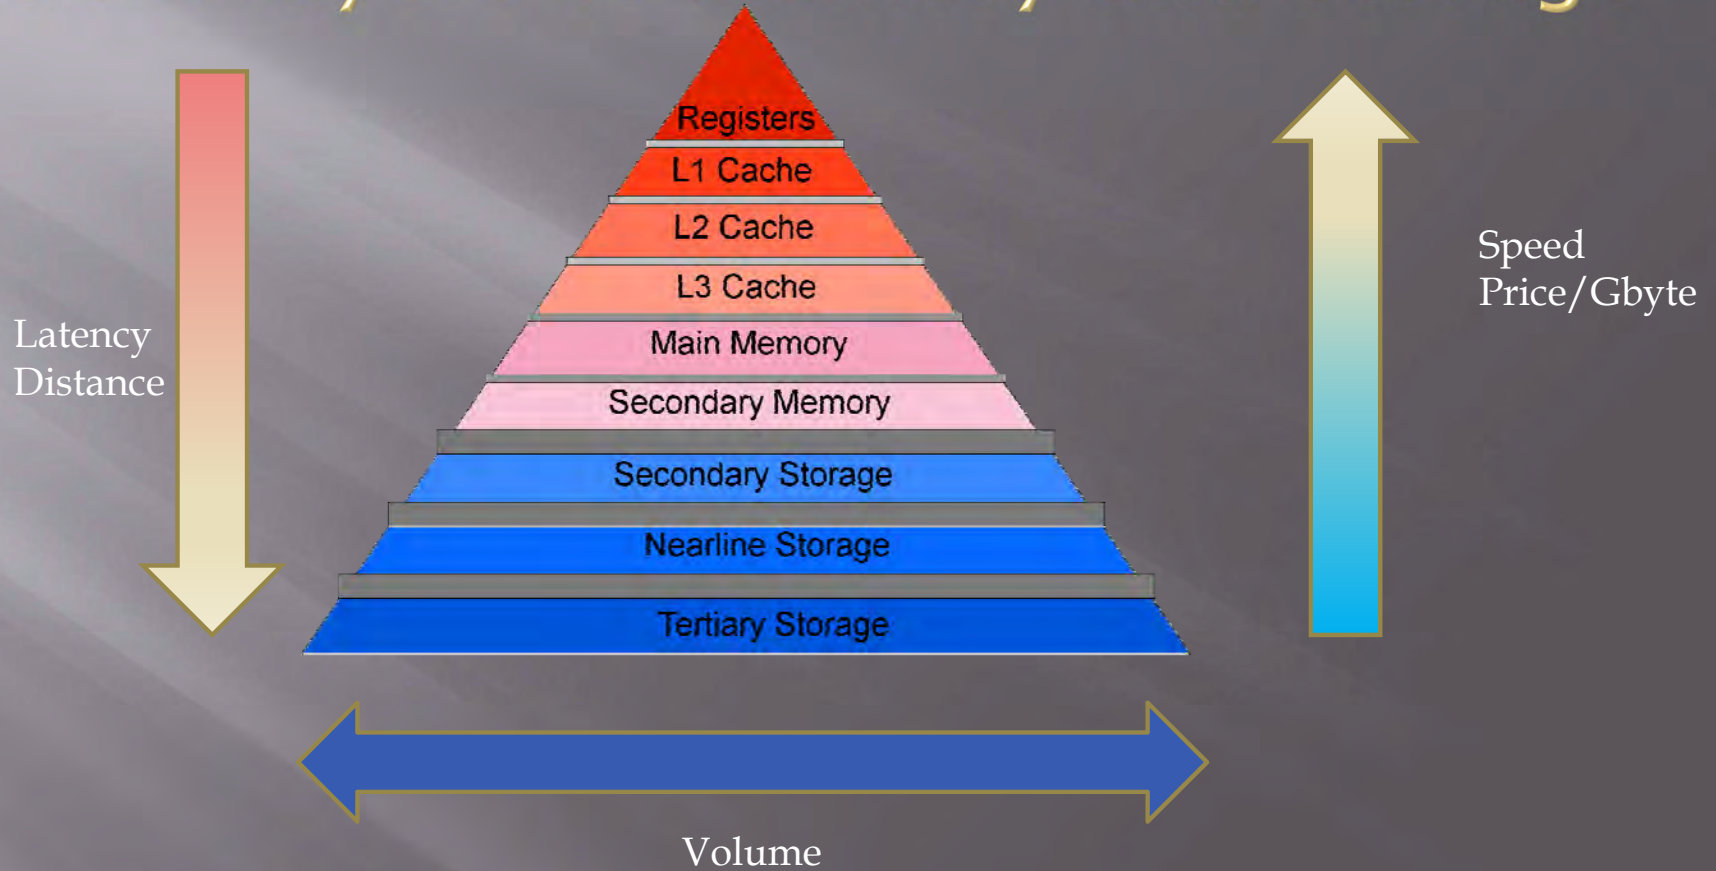 Registers
L1 Cache
L2 Cache
L3 Cache
Main Memory
Secondary Memory
Secondary Storage
Nearline Storage
Tertiary Storage
Latency
Distance
Speed
Price/Gbyte
Volume